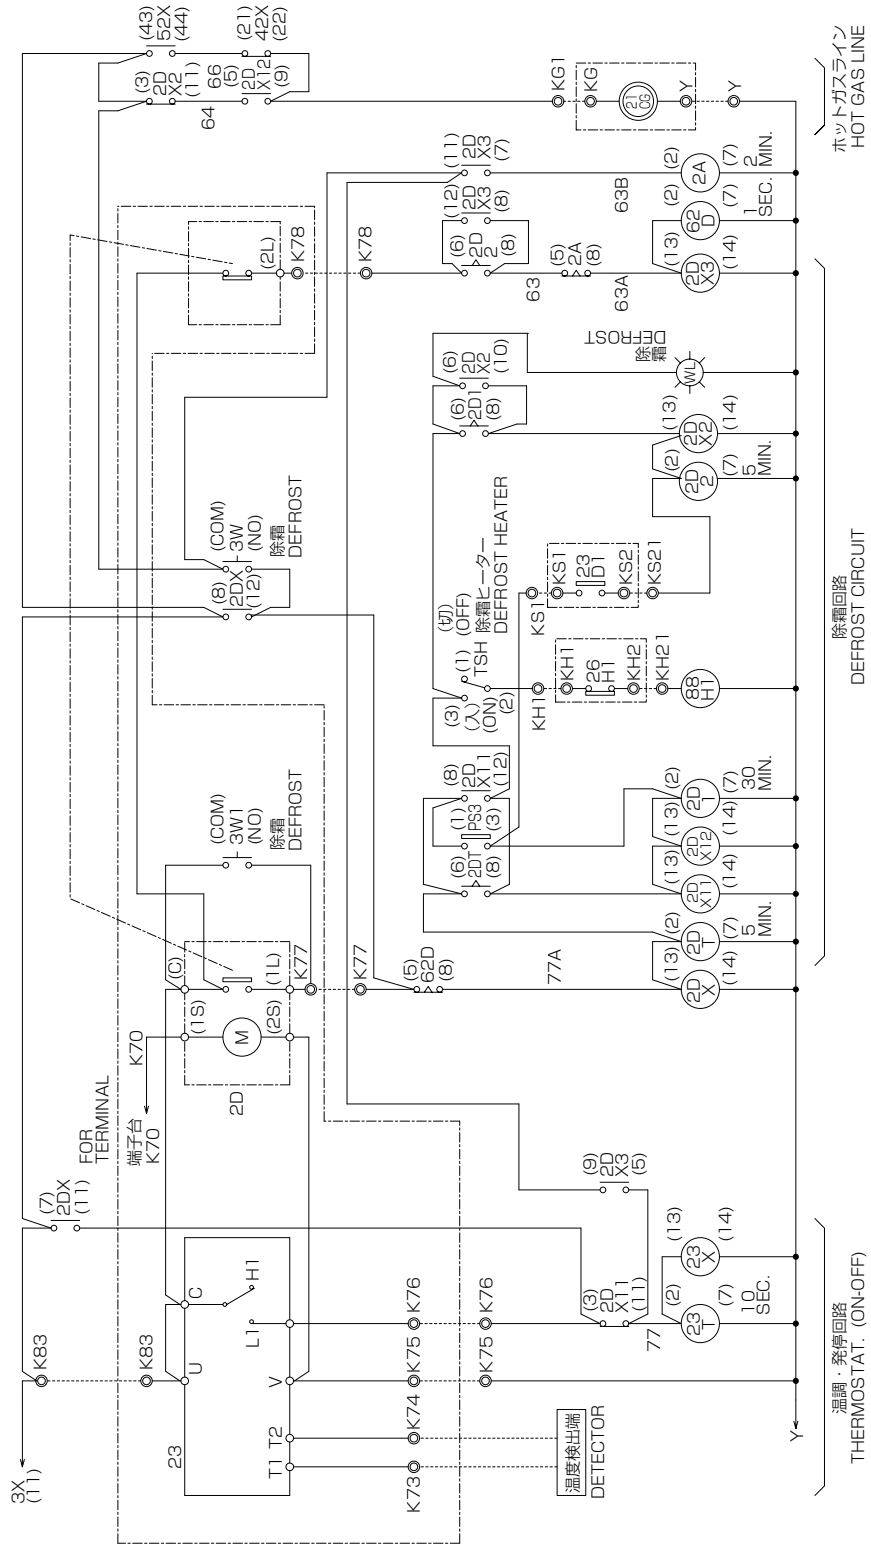 3X
(11)
K83
K83
23
T1 T2
V
U
C
L1
H1
K73 K74
K75 K76
K75 K76
温度検出端
DETECTOR
Y
(7)
2DX
(11)
FOR
TERMINAL
端子台
K70
K70
2D
(1S)
(2S)
M
(C)
(1L)
K77
K77
(COM)
3W1
(NO)
除霜
DEFROST
(3)
2D
X11
(11)
(9)
2D
X3
(5)
77
(2)
23
T
(7)
10
SEC.
(13)
23
X
(14)
温調・発停回路
THERMOSTAT. (ON-OFF)
(5)
62D
(8)
77A
(13)
2D
X
(14)
(2)
2D
T
(7)
5
MIN.
(6)
2DT
(8)
(1)
PS3
(3)
(8)
2D
X11
(12)
(13)
2D
X11
(14)
(13)
2D
X12
(14)
(2)
2D
1
(7)
30
MIN.
(3)
(入)
(ON)
(2)
(1)
TSH
(切)
(OFF)
除霜ヒーター
DEFROST HEATER
KH1
KH1
26
H1
KH2
KH21
88
H1
KS1
KS1
23
D1
KS2
KS21
(8)
2DX
(12)
(COM)
3W
(NO)
除霜
DEFROST
(2)
2D
2
(7)
5
MIN.
(13)
2D
X2
(14)
(6)
2D1
(8)
(6)
2D
X2
(10)
WL
除霜
DEFROST
(2L)
K78
K78
(6)
2D
2
(8)
(12)
2D
X3
(8)
(11)
2D
X3
(7)
63
(5)
2A
(8)
63A
63B
(13)
2D
X3
(14)
(2)
62
D
(7)
1
SEC.
(2)
2A
(7)
2
MIN.
除霜回路
DEFROST CIRCUIT
(3)
2D
X2
(11)
64
66
(5)
2D
X12
(9)
(43)
52X
(44)
(21)
42X
(22)
KG1
KG
21
CG
Y
Y
ホットガスライン
HOT GAS LINE